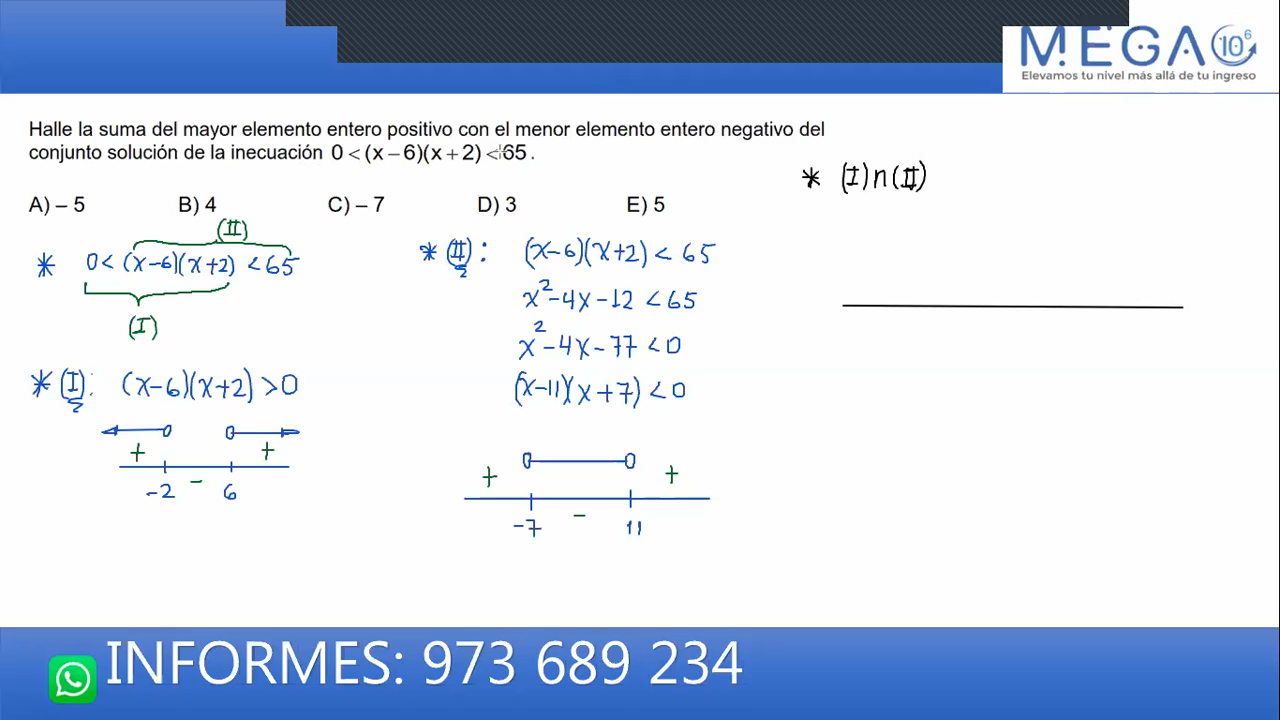 MEGA 10⁶
Elevamos tu nivel más allá de tu ingreso
Halle la suma del mayor elemento entero positivo con el menor elemento entero negativo del
conjunto solución de la inecuación 0 < (x – 6)(x + 2) < 65 .
A) – 5 B) 4 C) – 7 D) 3 E) 5
* (I)∩(II)
(II)
* 0 < (x-6)(x+2) < 65
(I)
* (I): (x-6)(x+2) > 0
+ +
-2 - 6
* (II): (x-6)(x+2) < 65
x²-4x-12 < 65
x²-4x-77 < 0
(x-11)(x+7) < 0
+ +
-7 - 11
INFORMES: 973 689 234